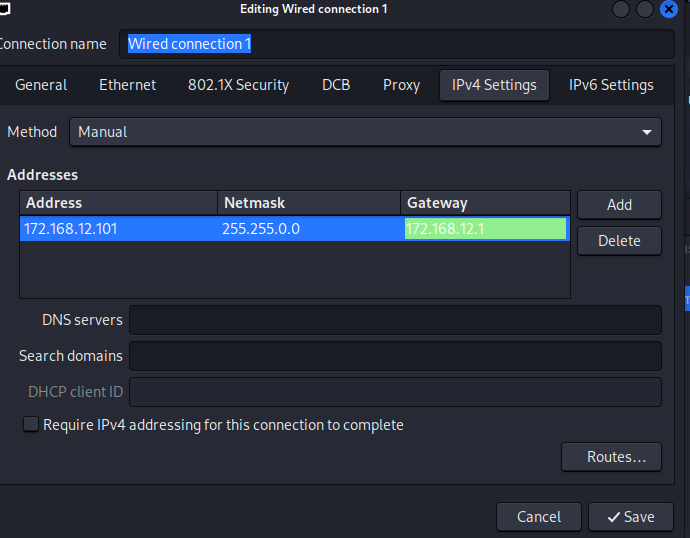 Editing Wired connection 1
Connection name Wired connection 1
General Ethernet 802.1X Security DCB Proxy IPv4 Settings IPv6 Settings
Method Manual
Addresses
Address Netmask Gateway
172.168.12.101 255.255.0.0 172.168.12.1
Add
Delete
DNS servers
Search domains
DHCP client ID
Require IPv4 addressing for this connection to complete
Routes...
Cancel Save